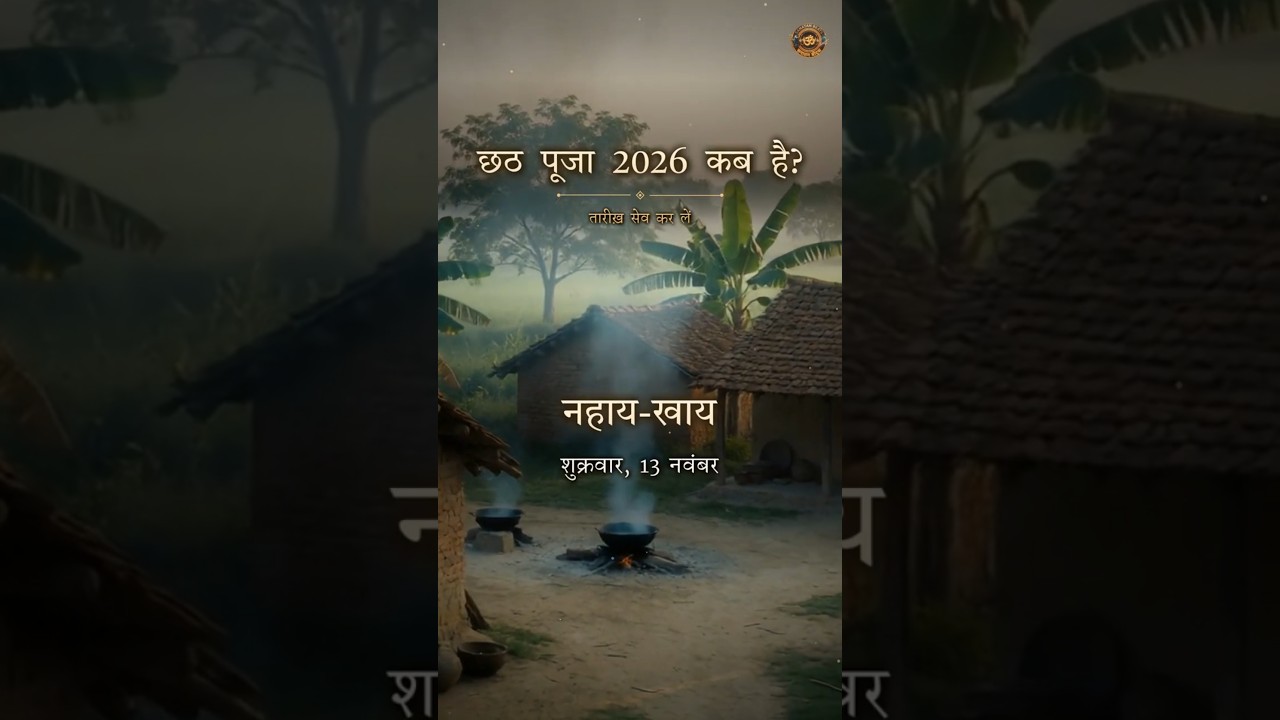 छठ पूजा 2026 कब है?
तारीख़ सेव कर लें
नहाय-खाय
शुक्रवार, 13 नवंबर